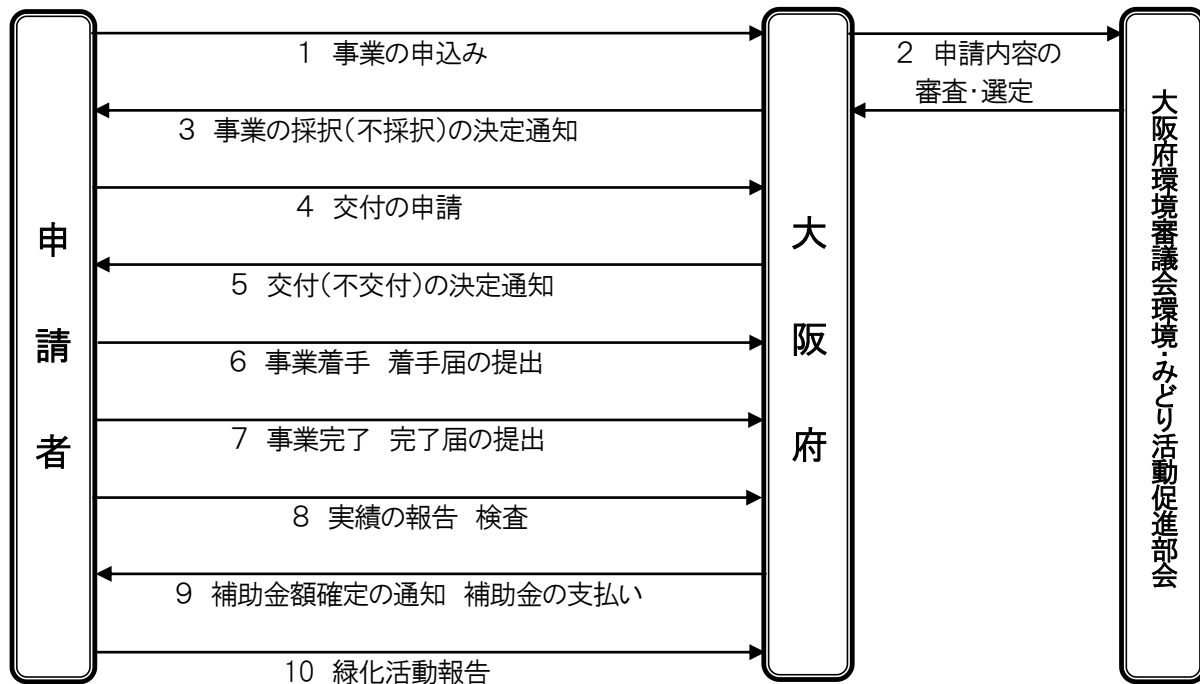 1 事業の申込み
2 申請内容の
審査・選定
3 事業の採択(不採択)の決定通知
4 交付の申請
5 交付(不交付)の決定通知
6 事業着手 着手届の提出
7 事業完了 完了届の提出
8 実績の報告 検査
9 補助金額確定の通知 補助金の支払い
10 緑化活動報告
申請者
大阪府
大阪府環境審議会環境・みどり活動促進部会